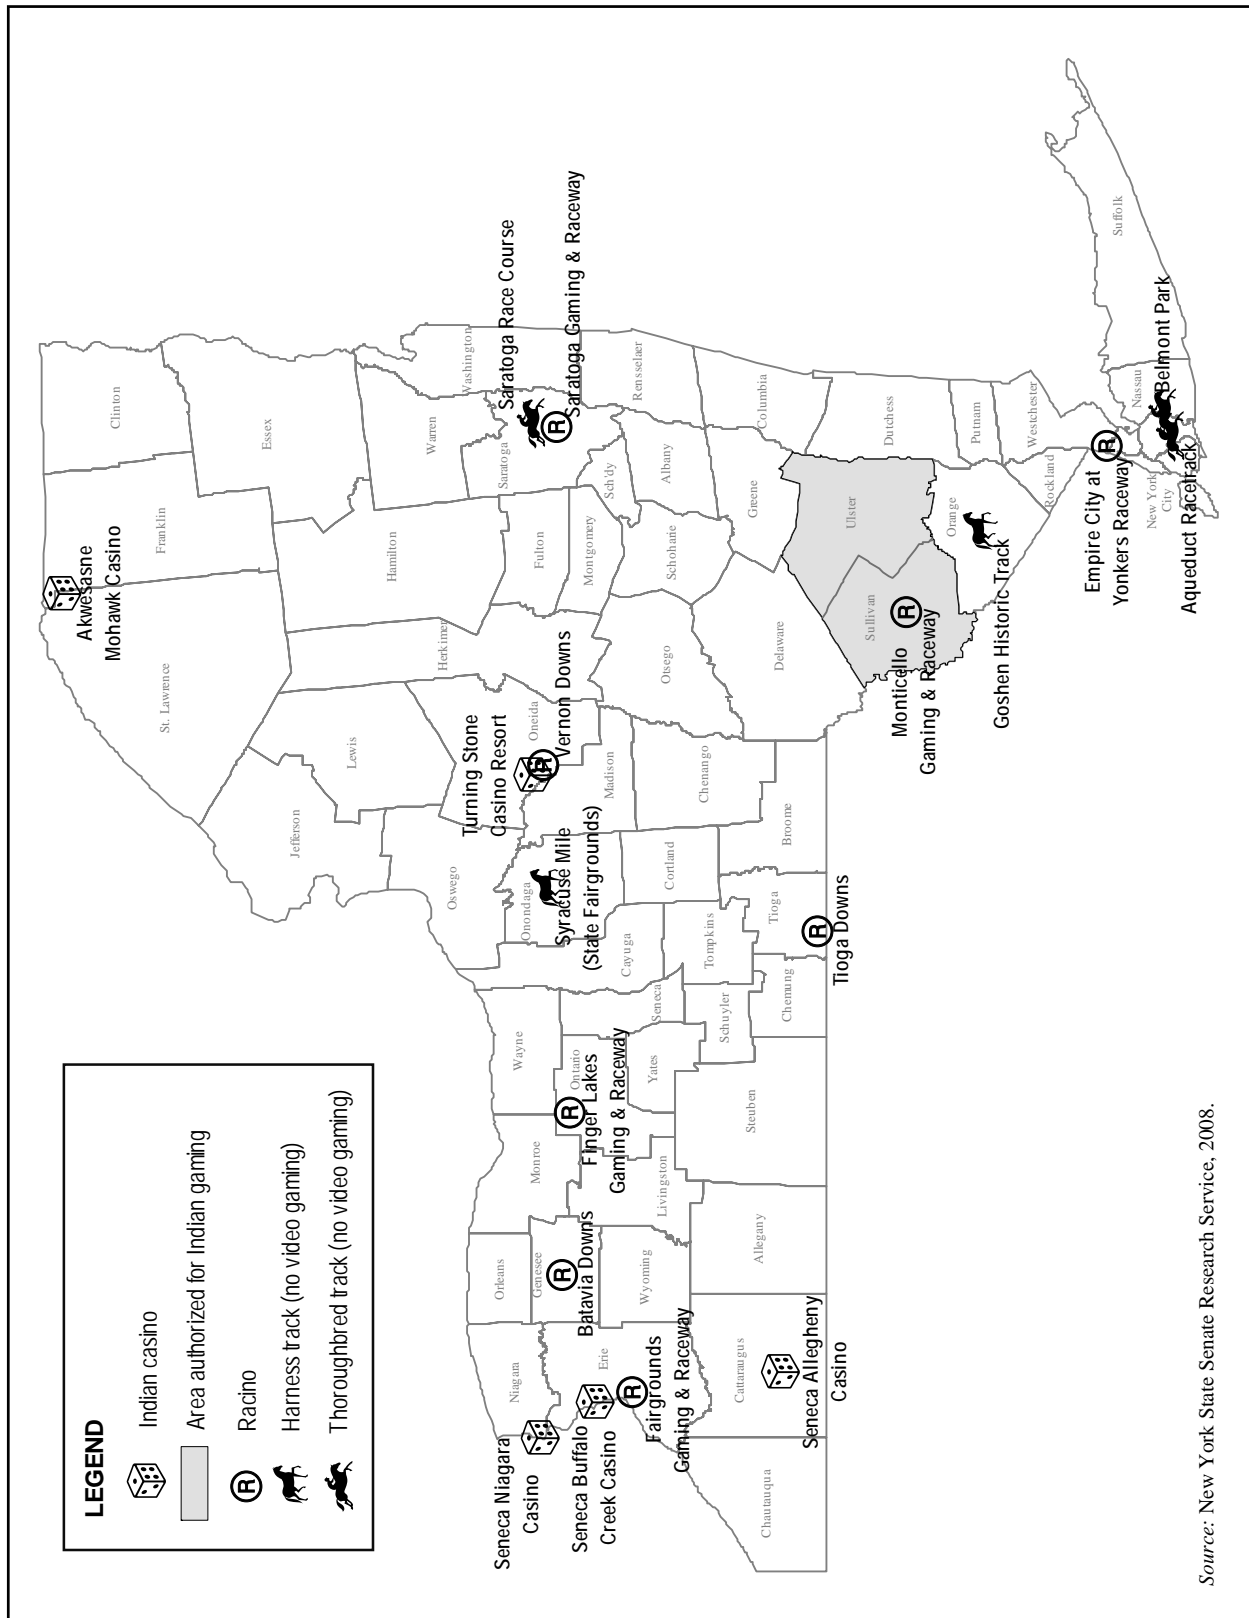 LEGEND
Indian casino
Area authorized for Indian gaming
R
Racino
Harness track (no video gaming)
Thoroughbred track (no video gaming)
Akwesasne
Mohawk Casino
Clinton
Franklin
St. Lawrence
Essex
Jefferson
Lewis
Hamilton
Herkimer
Warren
Washington
Saratoga Race Course
Saratoga
R
Saratoga Gaming & Raceway
Oswego
Turning Stone
Casino Resort
Oneida
R
Vernon Downs
Fulton
Montgomery
Sch'dy
Rensselaer
Albany
Schoharie
Otsego
Madison
Onondaga
Syracuse Mile
(State Fairgrounds)
Cayuga
Cortland
Chenango
Wayne
Seneca
Ontario
R
Finger Lakes
Gaming & Raceway
Yates
Monroe
Livingston
Orleans
Genesee
R
Batavia Downs
Wyoming
Niagara
Seneca Niagara
Casino
Erie
Seneca Buffalo
Creek Casino
R
Fairgrounds
Gaming & Raceway
Chautauqua
Cattaraugus
Seneca Allegheny
Casino
Allegany
Steuben
Schuyler
Tompkins
Chemung
Tioga
R
Tioga Downs
Broome
Delaware
Greene
Columbia
Ulster
Dutchess
Sullivan
R
Monticello
Gaming & Raceway
Orange
Goshen Historic Track
Putnam
Westchester
Rockland
R
Empire City at
Yonkers Raceway
New York
City
Nassau
Suffolk
Belmont Park
Aqueduct Racetrack
Source: New York State Senate Research Service, 2008.